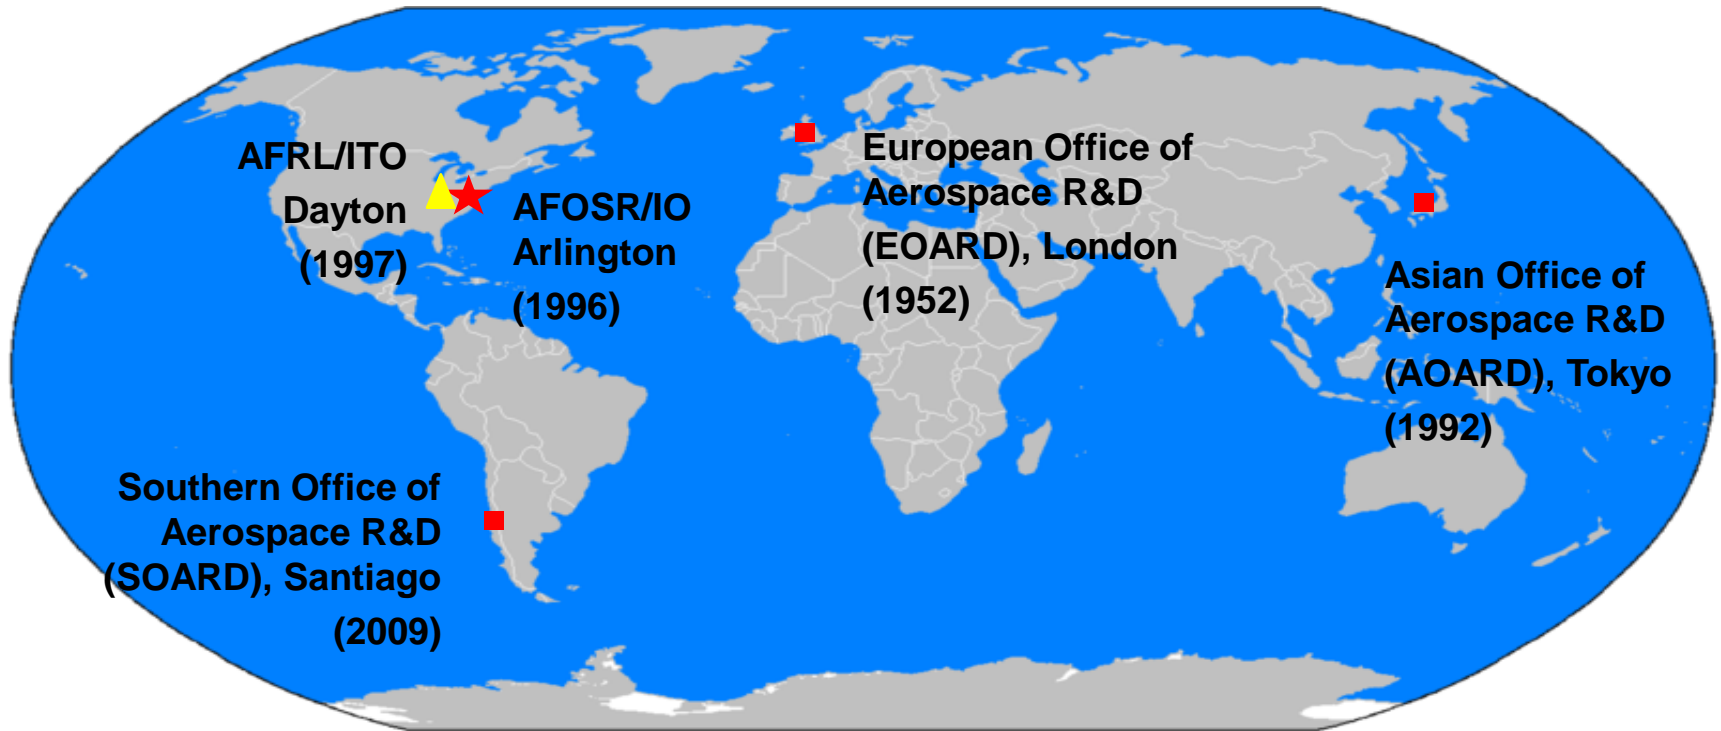 AFRL/ITO
Dayton
(1997)
AFOSR/IO
Arlington
(1996)
European Office of
Aerospace R&D
(EOARD), London
(1952)
Asian Office of
Aerospace R&D
(AOARD), Tokyo
(1992)
Southern Office of
Aerospace R&D
(SOARD), Santiago
(2009)